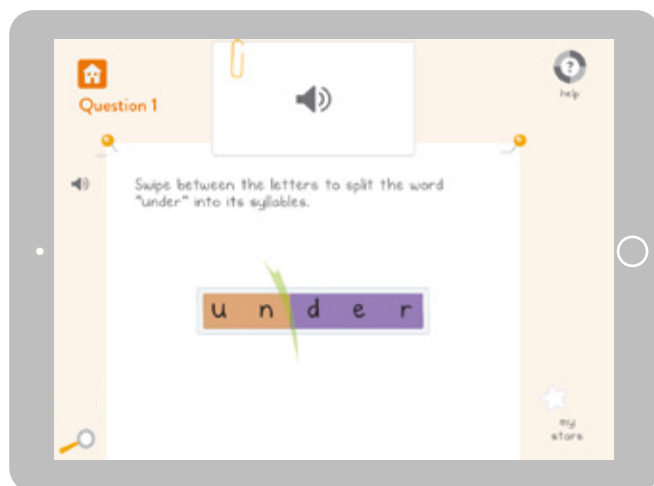 Question 1
help
Swipe between the letters to split the word
"under" into its syllables.
u n d e r
my
stars